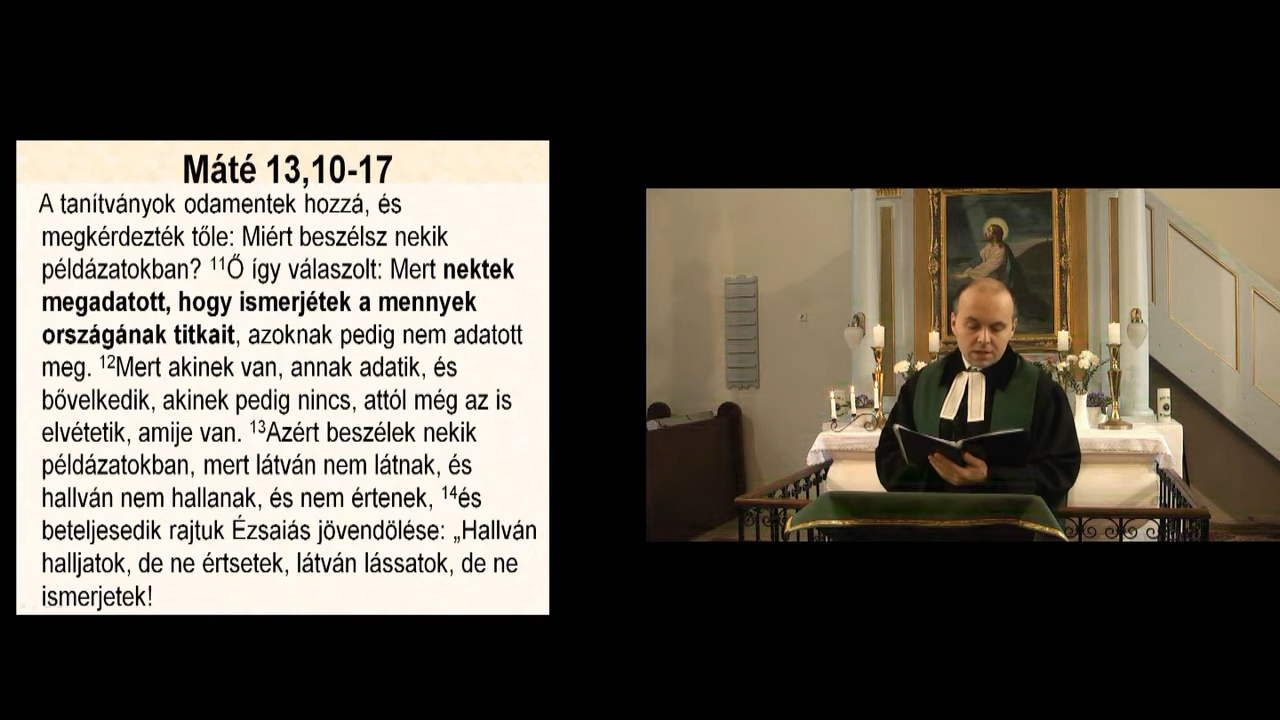 Máté 13,10-17
A tanítványok odamentek hozzá, és
megkérdezték tőle: Miért beszélsz nekik
példázatokban? ¹¹Ő így válaszolt: Mert nektek
megadatott, hogy ismerjétek a mennyek
országának titkait, azoknak pedig nem adatott
meg. ¹²Mert akinek van, annak adatik, és
bővelkedik, akinek pedig nincs, attól még az is
elvétetik, amije van. ¹³Azért beszélek nekik
példázatokban, mert látván nem látnak, és
hallván nem hallanak, és nem értenek, ¹⁴és
beteljesedik rajtuk Ézsaiás jövendölése: „Hallván
halljatok, de ne értsetek, látván lássatok, de ne
ismerjetek!